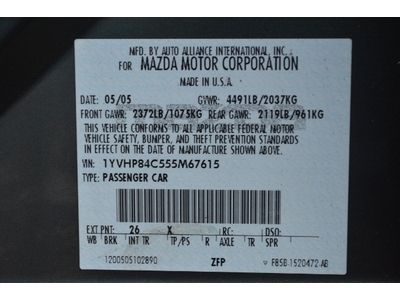 MFD. BY AUTO ALLIANCE INTERNATIONAL, INC.
FOR MAZDA MOTOR CORPORATION
MADE IN U.S.A.
DATE: 05/05 GVWR: 4491LB/2037KG
FRONT GAWR: 2372LB/1075KG REAR GAWR: 2119LB/961KG
THIS VEHICLE CONFORMS TO ALL APPLICABLE FEDERAL MOTOR
VEHICLE SAFETY, BUMPER, AND THEFT PREVENTION STANDARDS
IN EFFECT ON THE DATE OF MANUFACTURE SHOWN ABOVE.
VIN: 1YVHP84C555M67615
TYPE: PASSENGER CAR
EXT PNT: 26 X RC: DSO:
WB BRK INT TR TP/PS R AXLE TR SPR
1200505102890 ZFP F85B-1520472-AB